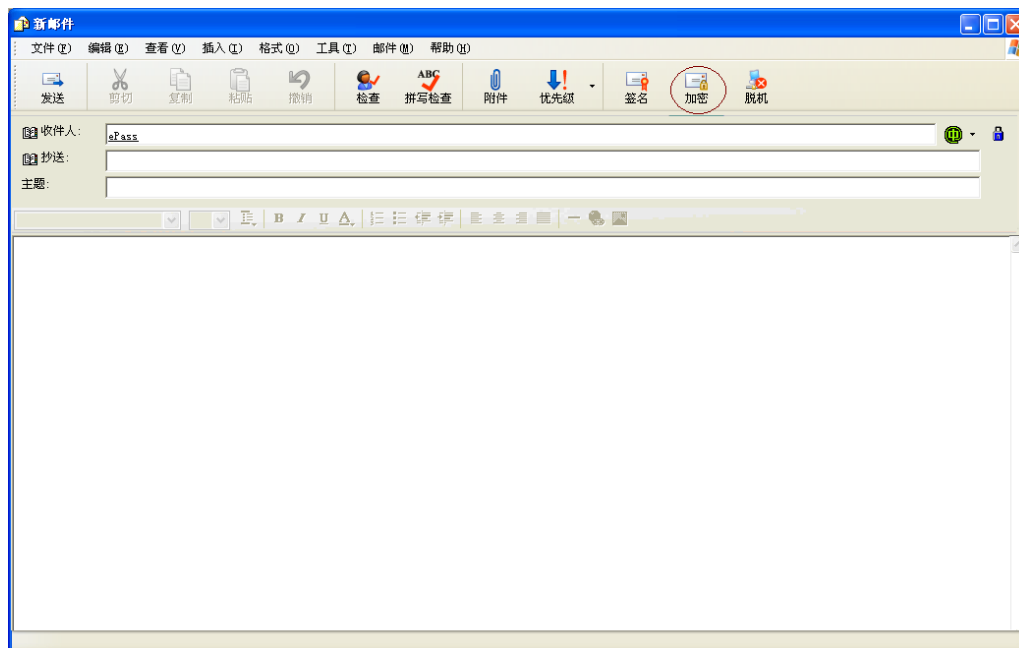 新邮件
文件(F) 编辑(E) 查看(V) 插入(I) 格式(O) 工具(T) 邮件(M) 帮助(H)
ABC
发送 剪切 复制 粘贴 撤销 检查 拼写检查 附件 优先级 签名 加密 脱机
收件人: ePass
抄送:
主题:
B I U A